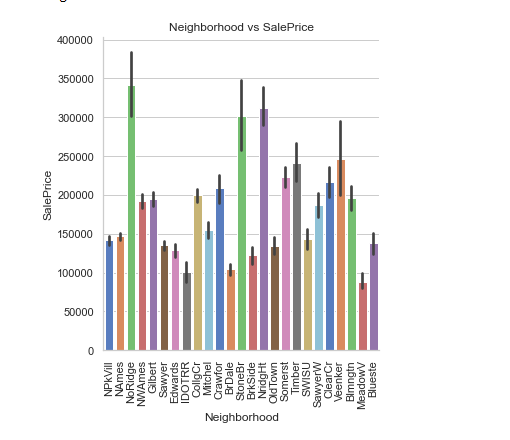 Neighborhood vs SalePrice
400000
350000
300000
250000
200000
150000
100000
50000
0
SalePrice
NPkVill
NAmes
NoRidge
NWAmes
Gilbert
Sawyer
Edwards
IDOTRR
CollgCr
Mitchel
Crawfor
BrDale
StoneBr
BrkSide
NridgHt
OldTown
Somerst
Timber
SWISU
SawyerW
ClearCr
Veenker
Blmngtn
MeadowV
Blueste
Neighborhood